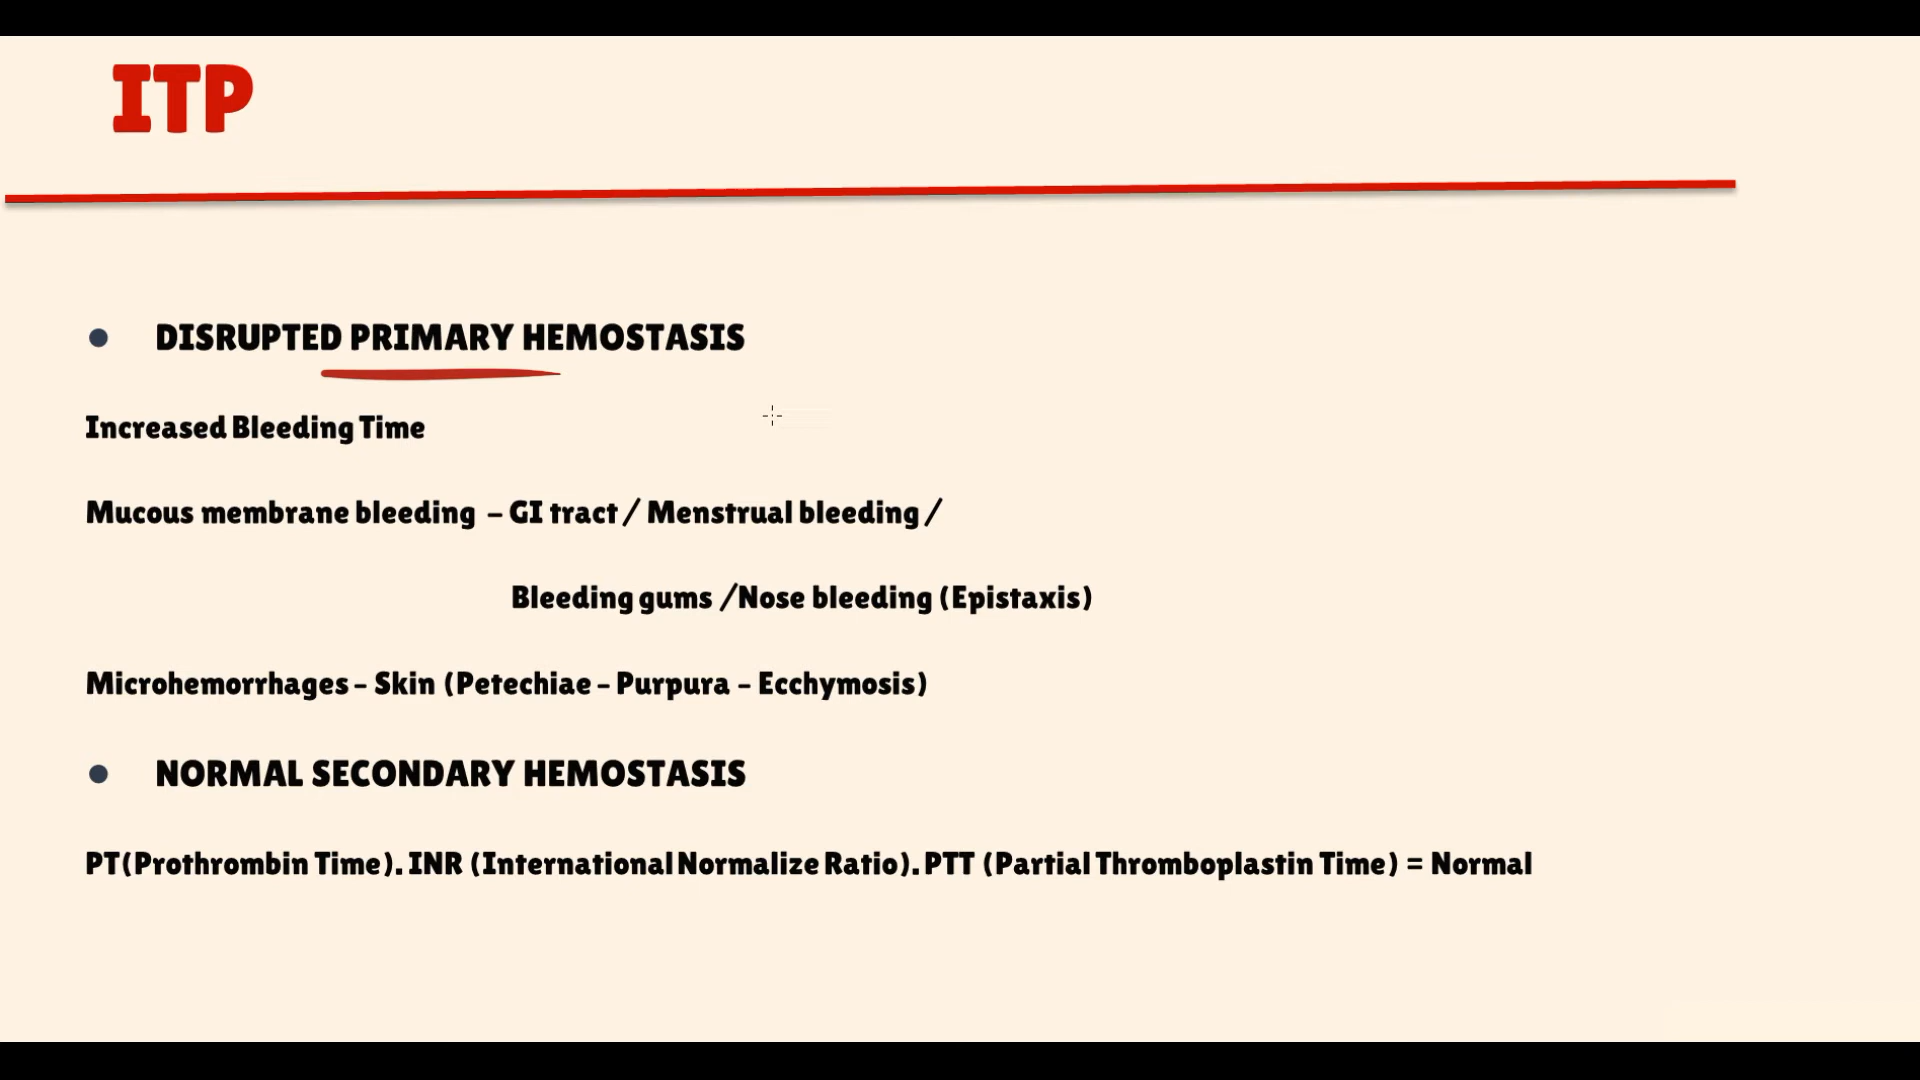 ITP
DISRUPTED PRIMARY HEMOSTASIS
Increased Bleeding Time
Mucous membrane bleeding – GI tract / Menstrual bleeding /
Bleeding gums /Nose bleeding (Epistaxis)
Microhemorrhages – Skin (Petechiae – Purpura – Ecchymosis)
NORMAL SECONDARY HEMOSTASIS
PT(Prothrombin Time). INR (International Normalize Ratio). PTT (Partial Thromboplastin Time) = Normal